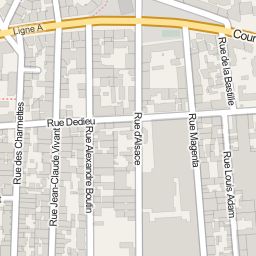 Ligne A
Cour
Rue de la Bastille
Rue Dedieu
Rue des Charmettes
Rue Jean-Claude Vivant
Rue Alexandre Boutin
Rue d'Alsace
Rue Magenta
Rue Louis Adam